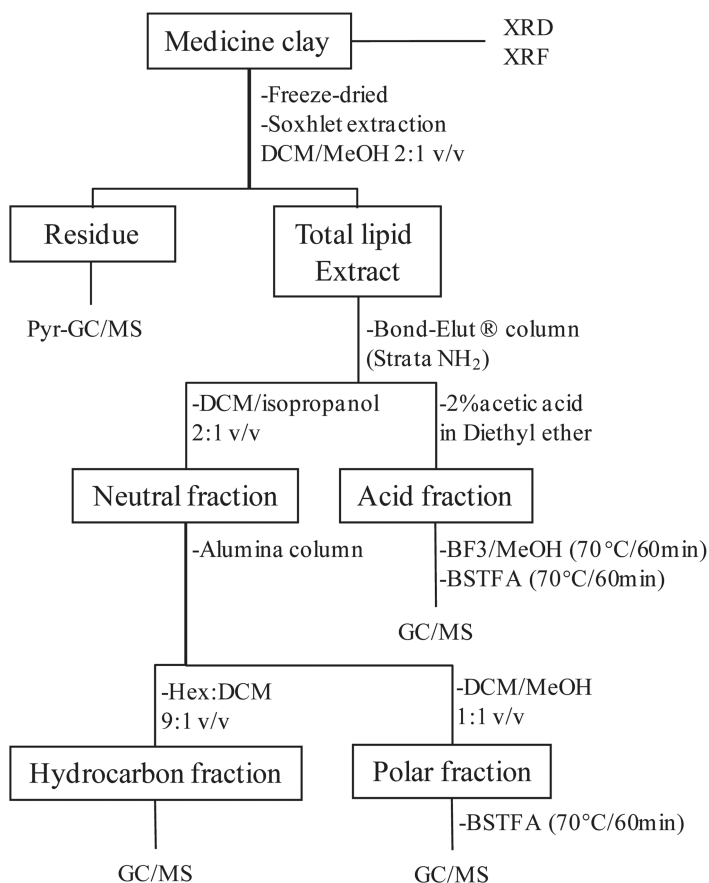 Medicine clay
XRD
XRF
-Freeze-dried
-Soxhlet extraction
DCM/MeOH 2:1 v/v
Residue
Total lipid
Extract
Pyr-GC/MS
-Bond-Elut ® column
(Strata NH₂)
-DCM/isopropanol
2:1 v/v
-2%acetic acid
in Diethyl ether
Neutral fraction
Acid fraction
-Alumina column
-BF3/MeOH (70°C/60min)
-BSTFA (70°C/60min)
GC/MS
-Hex:DCM
9:1 v/v
-DCM/MeOH
1:1 v/v
Hydrocarbon fraction
Polar fraction
-BSTFA (70°C/60min)
GC/MS
GC/MS